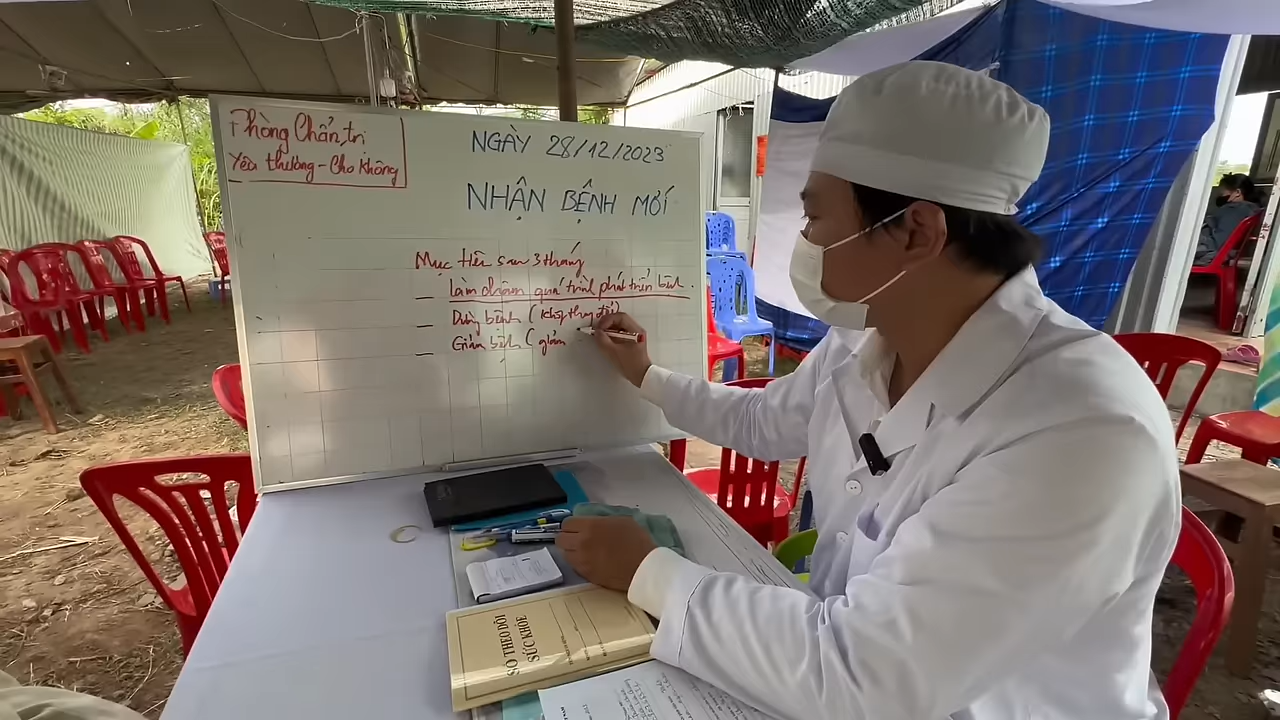 Phòng Chẩn trị
Yêu thương - Cho Không
NGÀY 28/12/2023
NHẬN BỆNH MỚI
Mục tiêu sau 3 tháng
- Làm chậm quá trình phát triển bệnh.
- Dừng bệnh (không thay đổi)
- Giảm bệnh (giảm
SỔ THEO DÕI
SỨC KHỎE